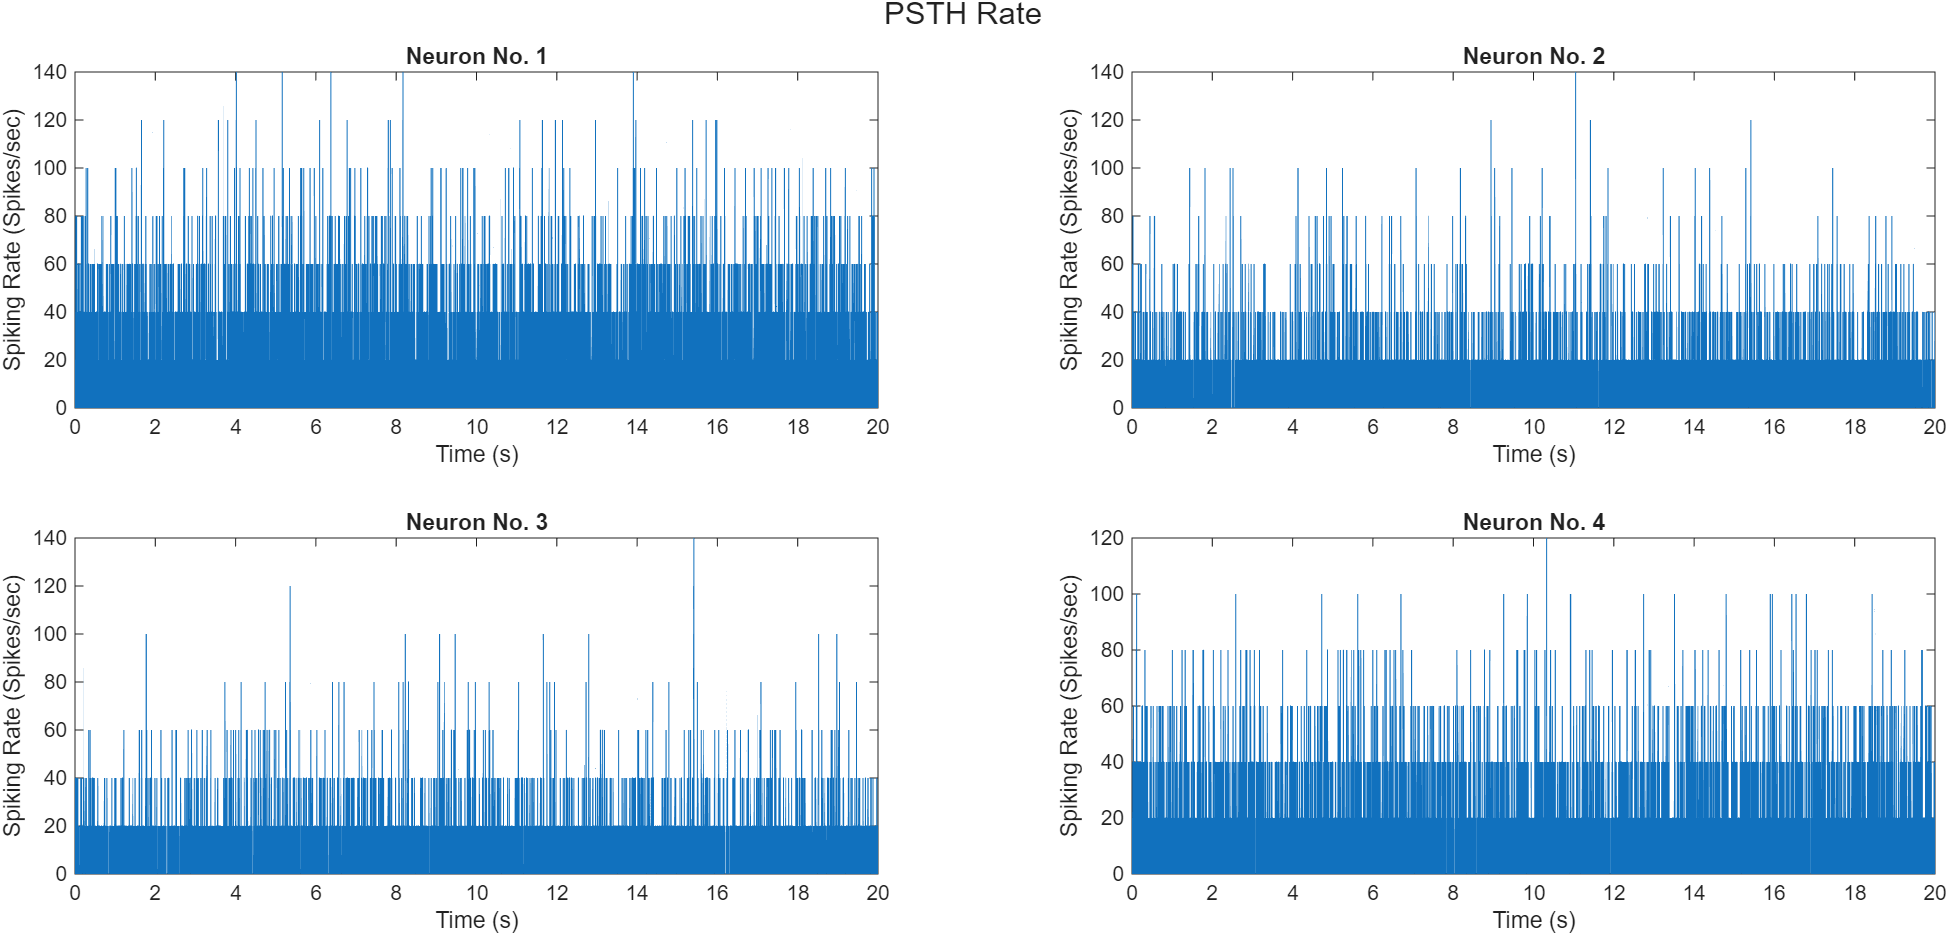 PSTH Rate
Neuron No. 1
Spiking Rate (Spikes/sec)
140
120
100
80
60
40
20
0
0 2 4 6 8 10 12 14 16 18 20
Time (s)
Neuron No. 2
Spiking Rate (Spikes/sec)
140
120
100
80
60
40
20
0
0 2 4 6 8 10 12 14 16 18 20
Time (s)
Neuron No. 3
Spiking Rate (Spikes/sec)
140
120
100
80
60
40
20
0
0 2 4 6 8 10 12 14 16 18 20
Time (s)
Neuron No. 4
Spiking Rate (Spikes/sec)
120
100
80
60
40
20
0
0 2 4 6 8 10 12 14 16 18 20
Time (s)